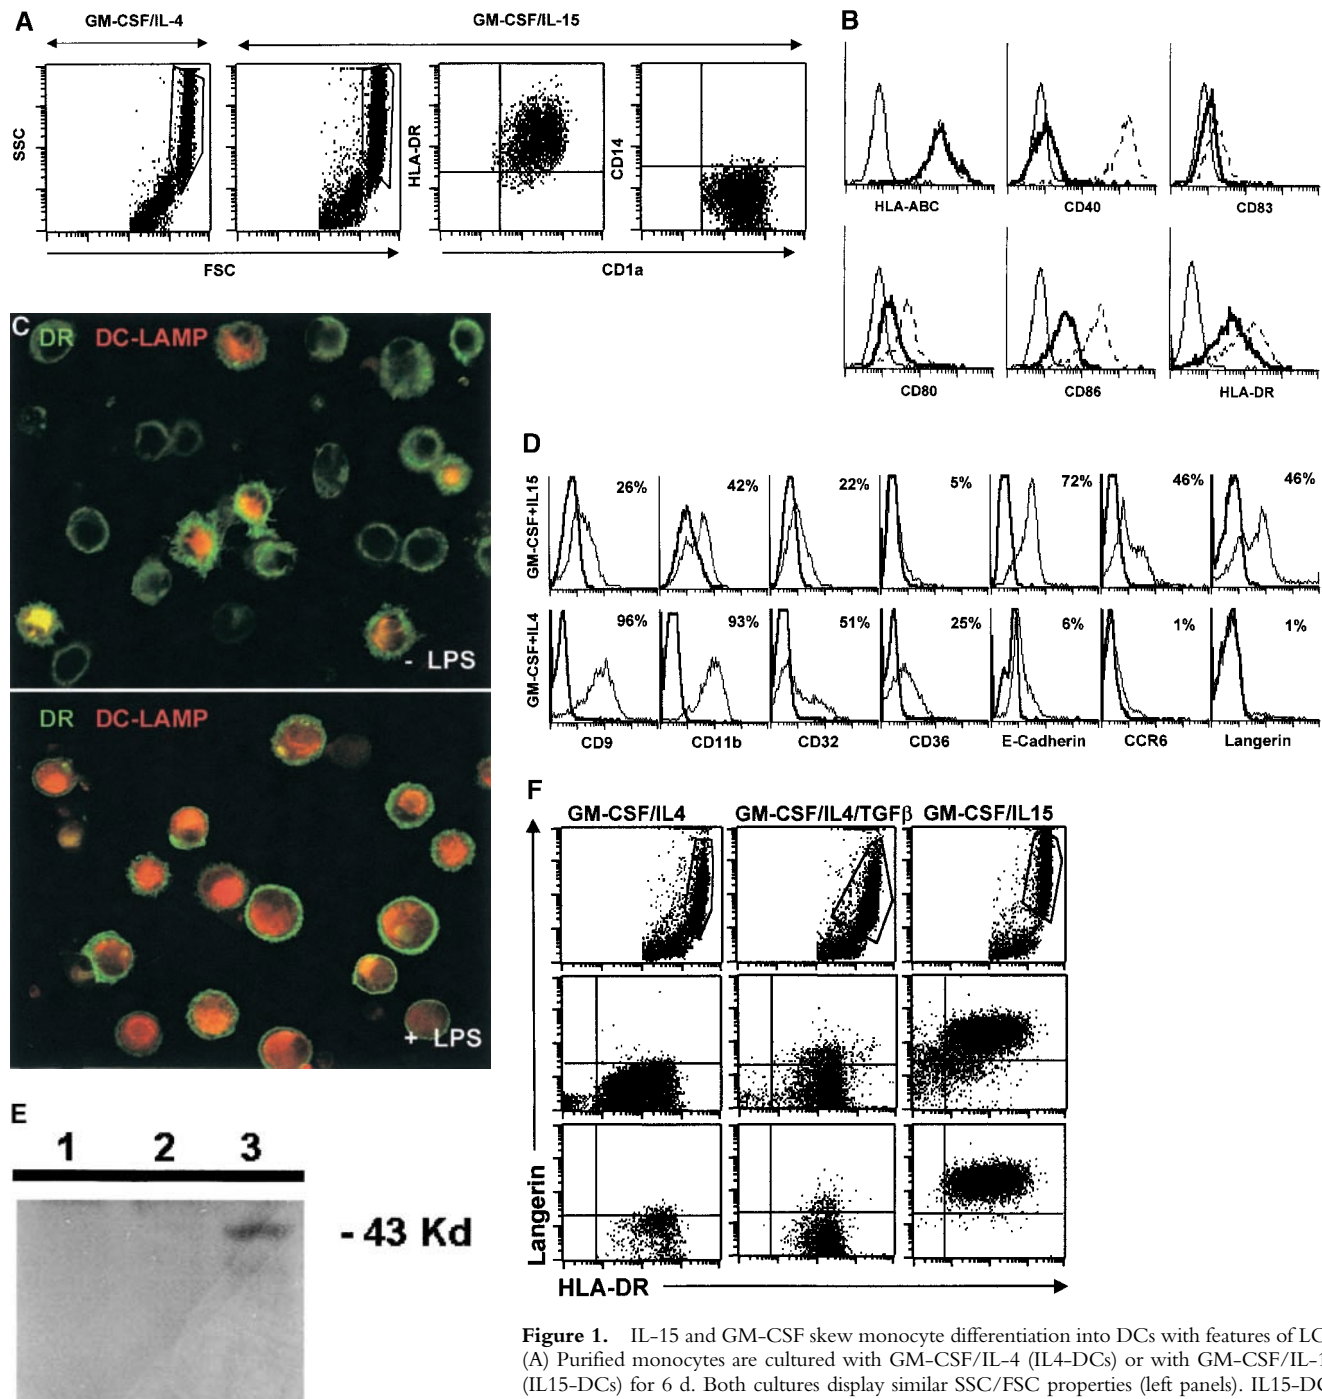 A
GM-CSF/IL-4
GM-CSF/IL-15
SSC
HLA-DR
CD14
FSC
CD1a
B
HLA-ABC
CD40
CD83
CD80
CD86
HLA-DR
C
DR DC-LAMP
- LPS
DR DC-LAMP
+ LPS
D
GM-CSF+IL15
26%
42%
22%
5%
72%
46%
46%
GM-CSF+IL4
96%
93%
51%
25%
6%
1%
1%
CD9
CD11b
CD32
CD36
E-Cadherin
CCR6
Langerin
E
1 2 3
- 43 Kd
F
GM-CSF/IL4
GM-CSF/IL4/TGFβ
GM-CSF/IL15
Langerin
HLA-DR
Figure 1. IL-15 and GM-CSF skew monocyte differentiation into DCs with features of LC
(A) Purified monocytes are cultured with GM-CSF/IL-4 (IL4-DCs) or with GM-CSF/IL-1
(IL15-DCs) for 6 d. Both cultures display similar SSC/FSC properties (left panels). IL15-DC